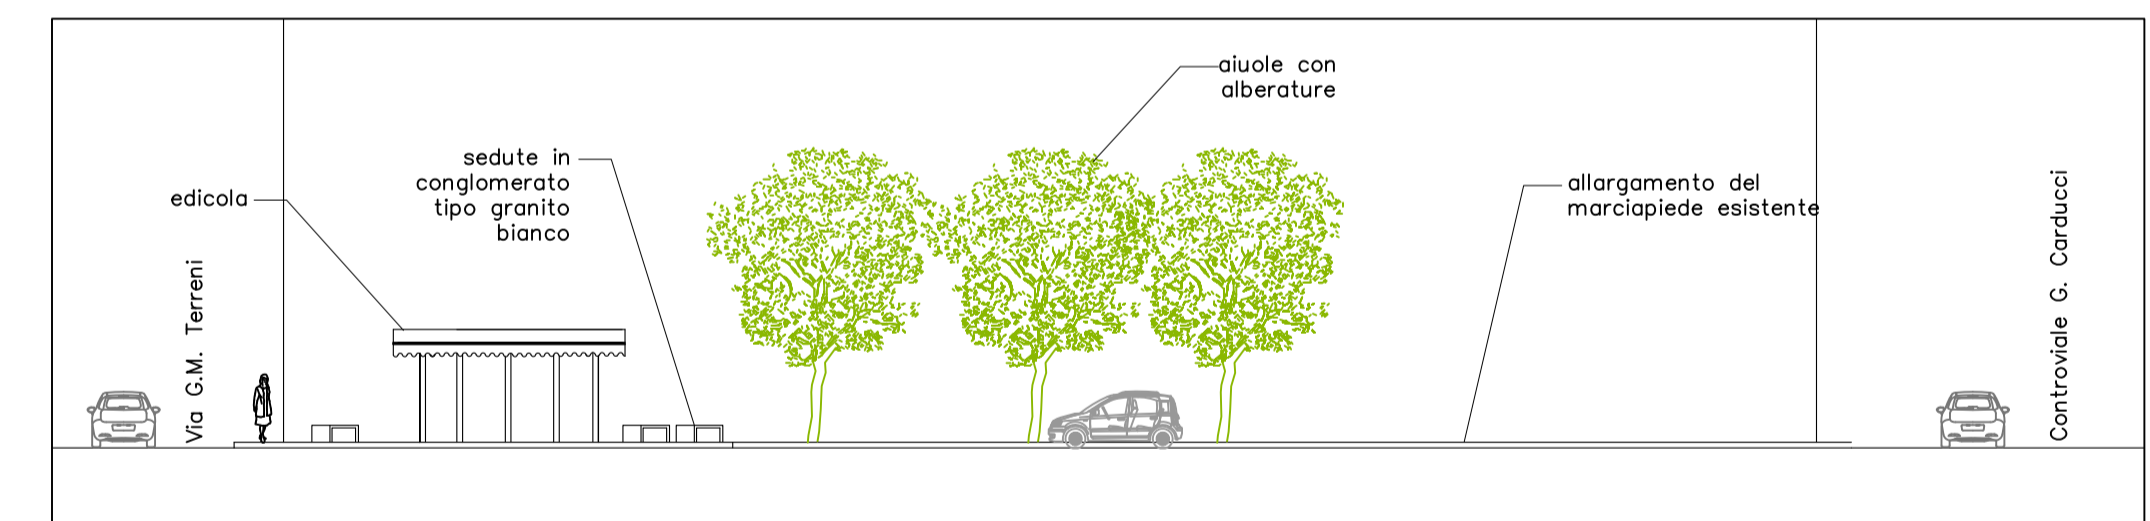 Via G.M. Terreni
edicola
sedute in
conglomerato
tipo granito
bianco
aiuole con
alberature
allargamento del
marciapiede esistente
Controviale G. Carducci